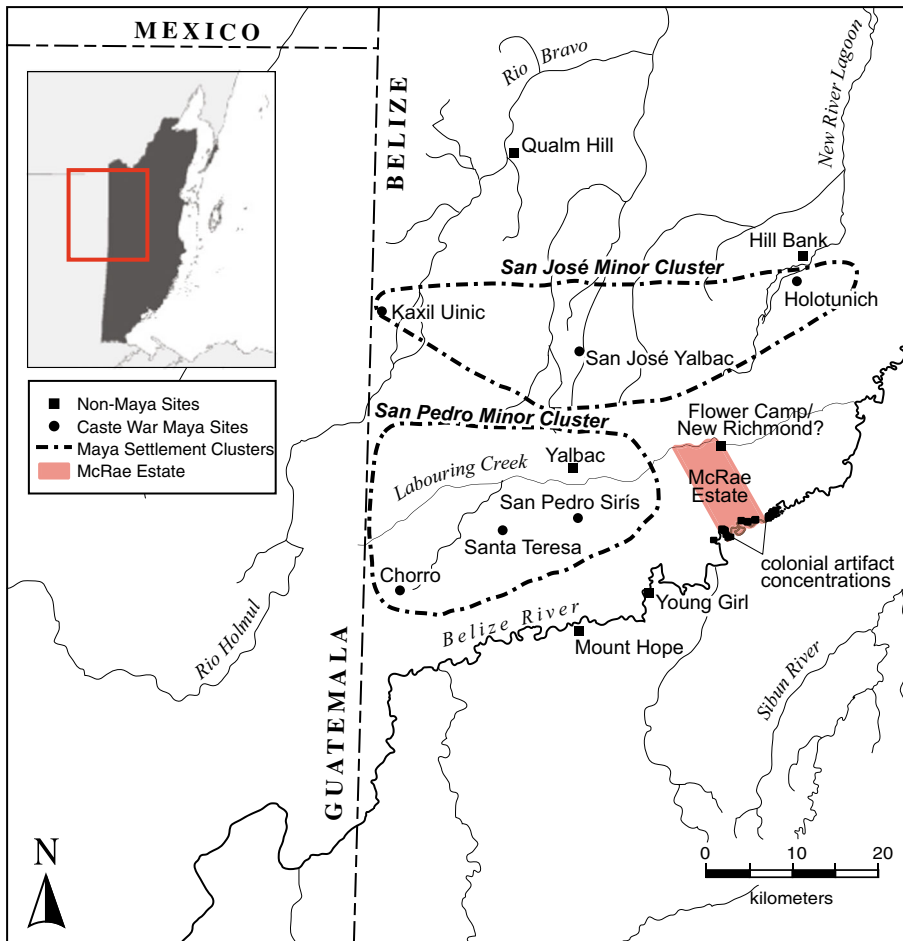 MEXICO
BELIZE
GUATEMALA
Rio Bravo
New River Lagoon
Qualm Hill
Hill Bank
San José Minor Cluster
Holotunich
Kaxil Uinic
San José Yalbac
Non-Maya Sites
Caste War Maya Sites
Maya Settlement Clusters
McRae Estate
San Pedro Minor Cluster
Flower Camp/
New Richmond?
Yalbac
Labouring Creek
McRae
Estate
San Pedro Sirís
Santa Teresa
colonial artifact
concentrations
Chorro
Young Girl
Belize River
Mount Hope
Rio Holmul
Sibun River
N
0 10 20
kilometers